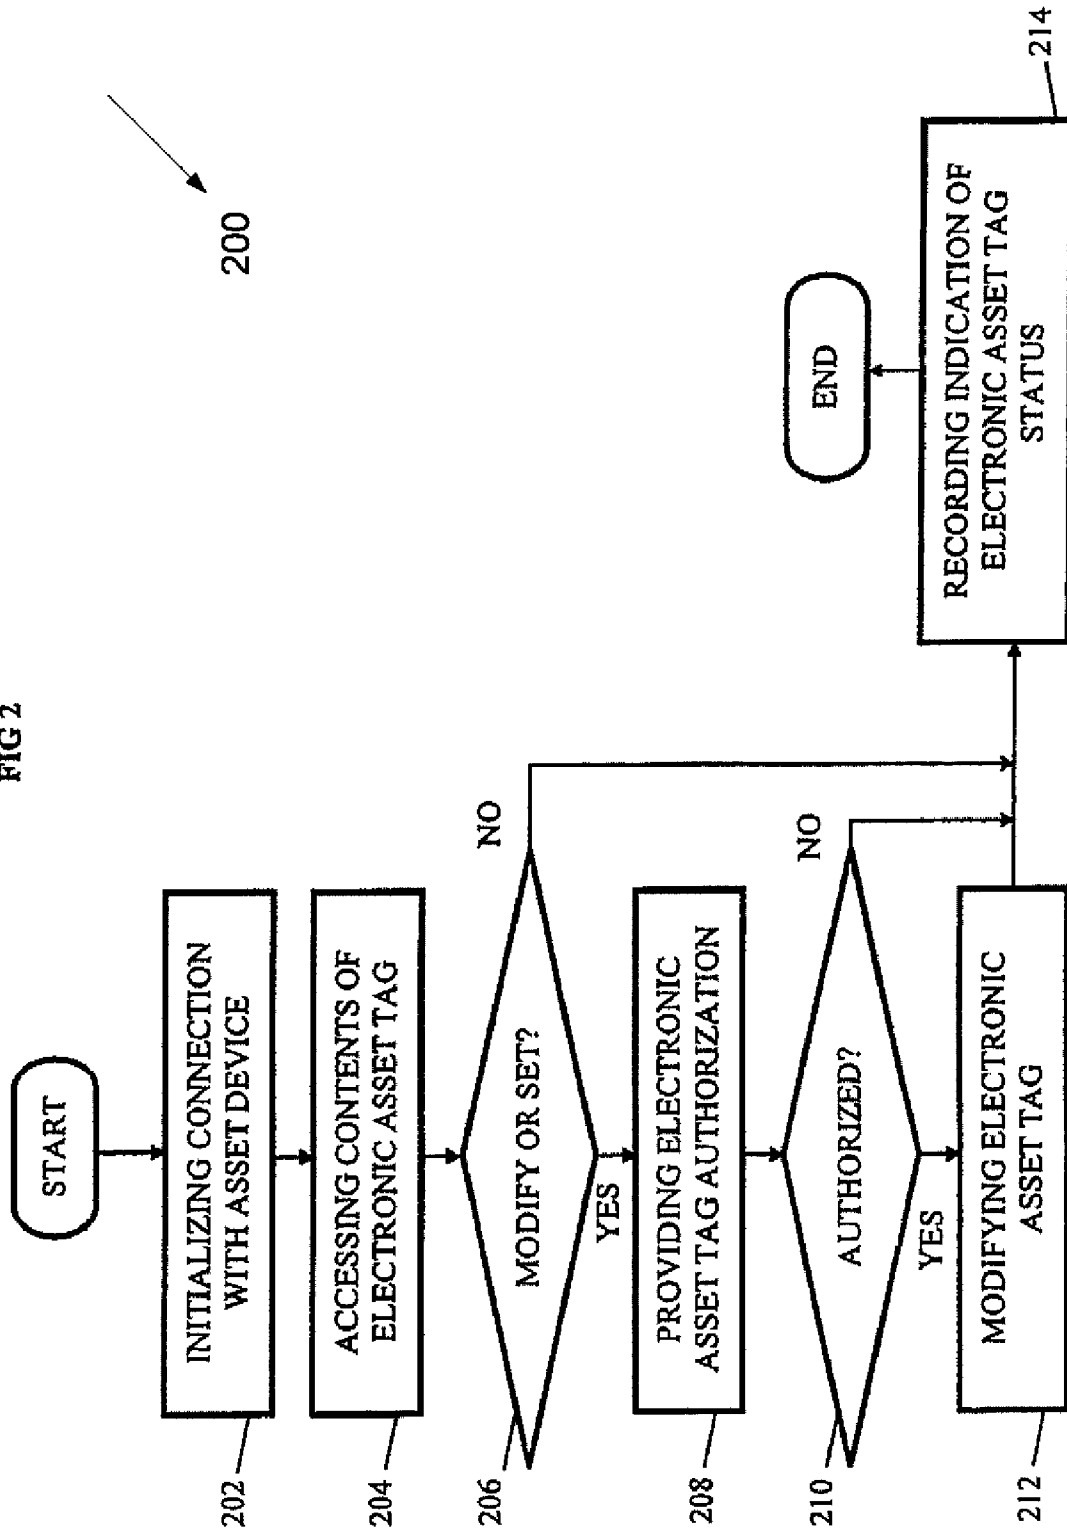 FIG 2
200
START
INITIALIZING CONNECTION
WITH ASSET DEVICE
202
ACCESSING CONTENTS OF
ELECTRONIC ASSET TAG
204
MODIFY OR SET?
206
NO
YES
PROVIDING ELECTRONIC
ASSET TAG AUTHORIZATION
208
AUTHORIZED?
210
NO
YES
MODIFYING ELECTRONIC
ASSET TAG
212
RECORDING INDICATION OF
ELECTRONIC ASSET TAG
STATUS
214
END